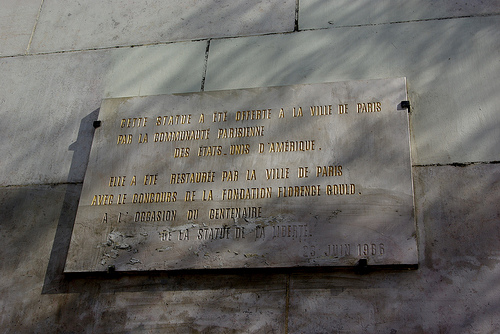 CETTE STATUE A ETE OFFERTE A LA VILLE DE PARIS
PAR LA COMMUNAUTE PARISIENNE
DES ETATS.UNIS D'AMERIQUE.
ELLE A ETE RESTAUREE PAR LA VILLE DE PARIS
AVEC LE CONCOURS DE LA FONDATION FLORENCE GOULD.
A L'OCCASION DU CENTENAIRE
DE LA STATUE DE LA LIBERTE.
JUIN 1986